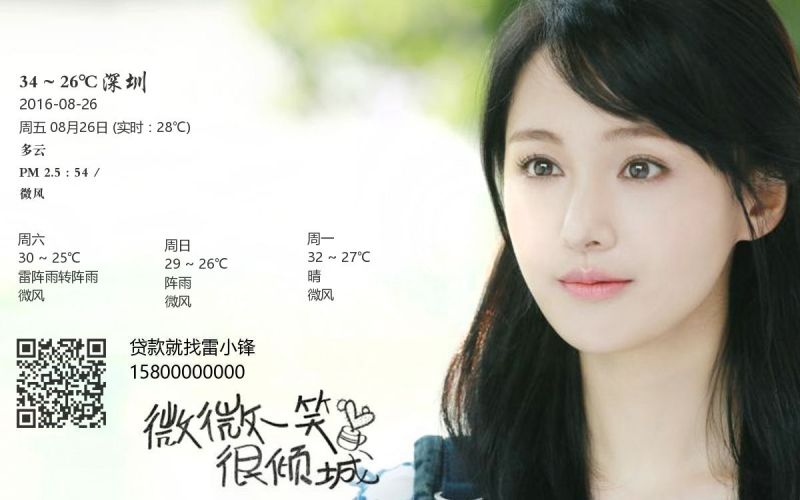 34 ~ 26℃ 深圳
2016-08-26
周五 08月26日 (实时：28℃)
多云
PM 2.5 : 54 /
微风
周六
30 ~ 25℃
雷阵雨转阵雨
微风
周日
29 ~ 26℃
阵雨
微风
周一
32 ~ 27℃
晴
微风
贷款就找雷小锋
15800000000
微微一笑
很倾城